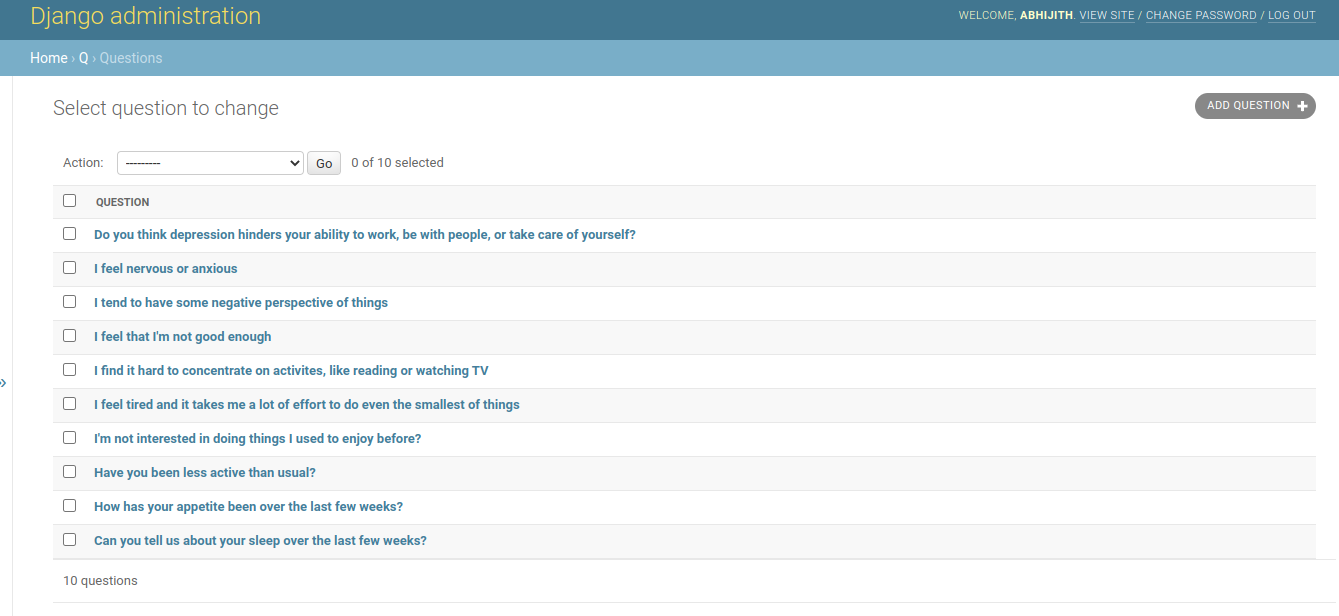 Django administration
WELCOME, ABHIJITH. VIEW SITE / CHANGE PASSWORD / LOG OUT
Home › Q › Questions
Select question to change
ADD QUESTION +
Action: --------- Go 0 of 10 selected
QUESTION
Do you think depression hinders your ability to work, be with people, or take care of yourself?
I feel nervous or anxious
I tend to have some negative perspective of things
I feel that I'm not good enough
I find it hard to concentrate on activites, like reading or watching TV
I feel tired and it takes me a lot of effort to do even the smallest of things
I'm not interested in doing things I used to enjoy before?
Have you been less active than usual?
How has your appetite been over the last few weeks?
Can you tell us about your sleep over the last few weeks?
»
10 questions